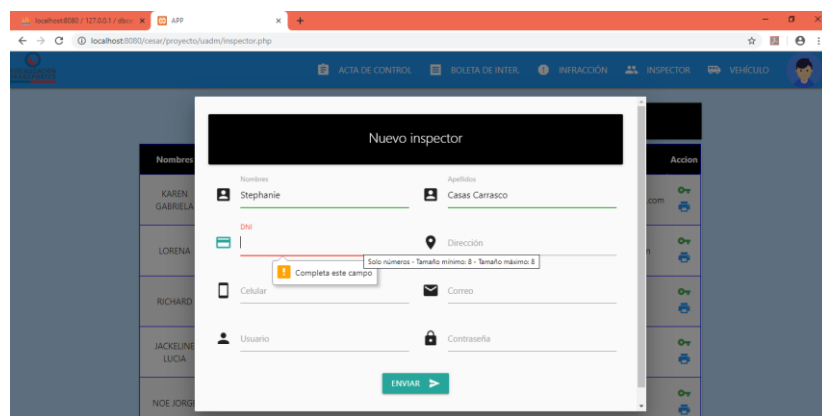 localhost:8080 / 127.0.0.1 / dbcon
APP
localhost:8080/cesar/proyecto/uadm/inspector.php
ACTA DE CONTROL
BOLETA DE INTER.
INFRACCIÓN
INSPECTOR
VEHÍCULO
Nuevo inspector
Nombres
Accion
Nombres
Stephanie
Apellidos
Casas Carrasco
KAREN
GABRIELA
.com
DNI
Dirección
Solo números - Tamaño mínimo: 8 - Tamaño máximo: 8
Completa este campo
LORENA
Celular
Correo
RICHARD
Usuario
Contraseña
JACKELINE
LUCIA
ENVIAR
NOE JORGE